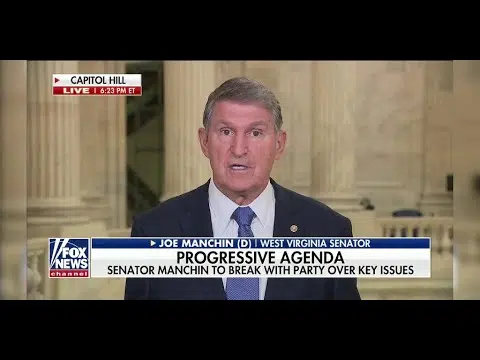 CAPITOL HILL
LIVE 6:23 PM ET
JOE MANCHIN (D) | WEST VIRGINIA SENATOR
PROGRESSIVE AGENDA
SENATOR MANCHIN TO BREAK WITH PARTY OVER KEY ISSUES
FOX
NEWS
channel